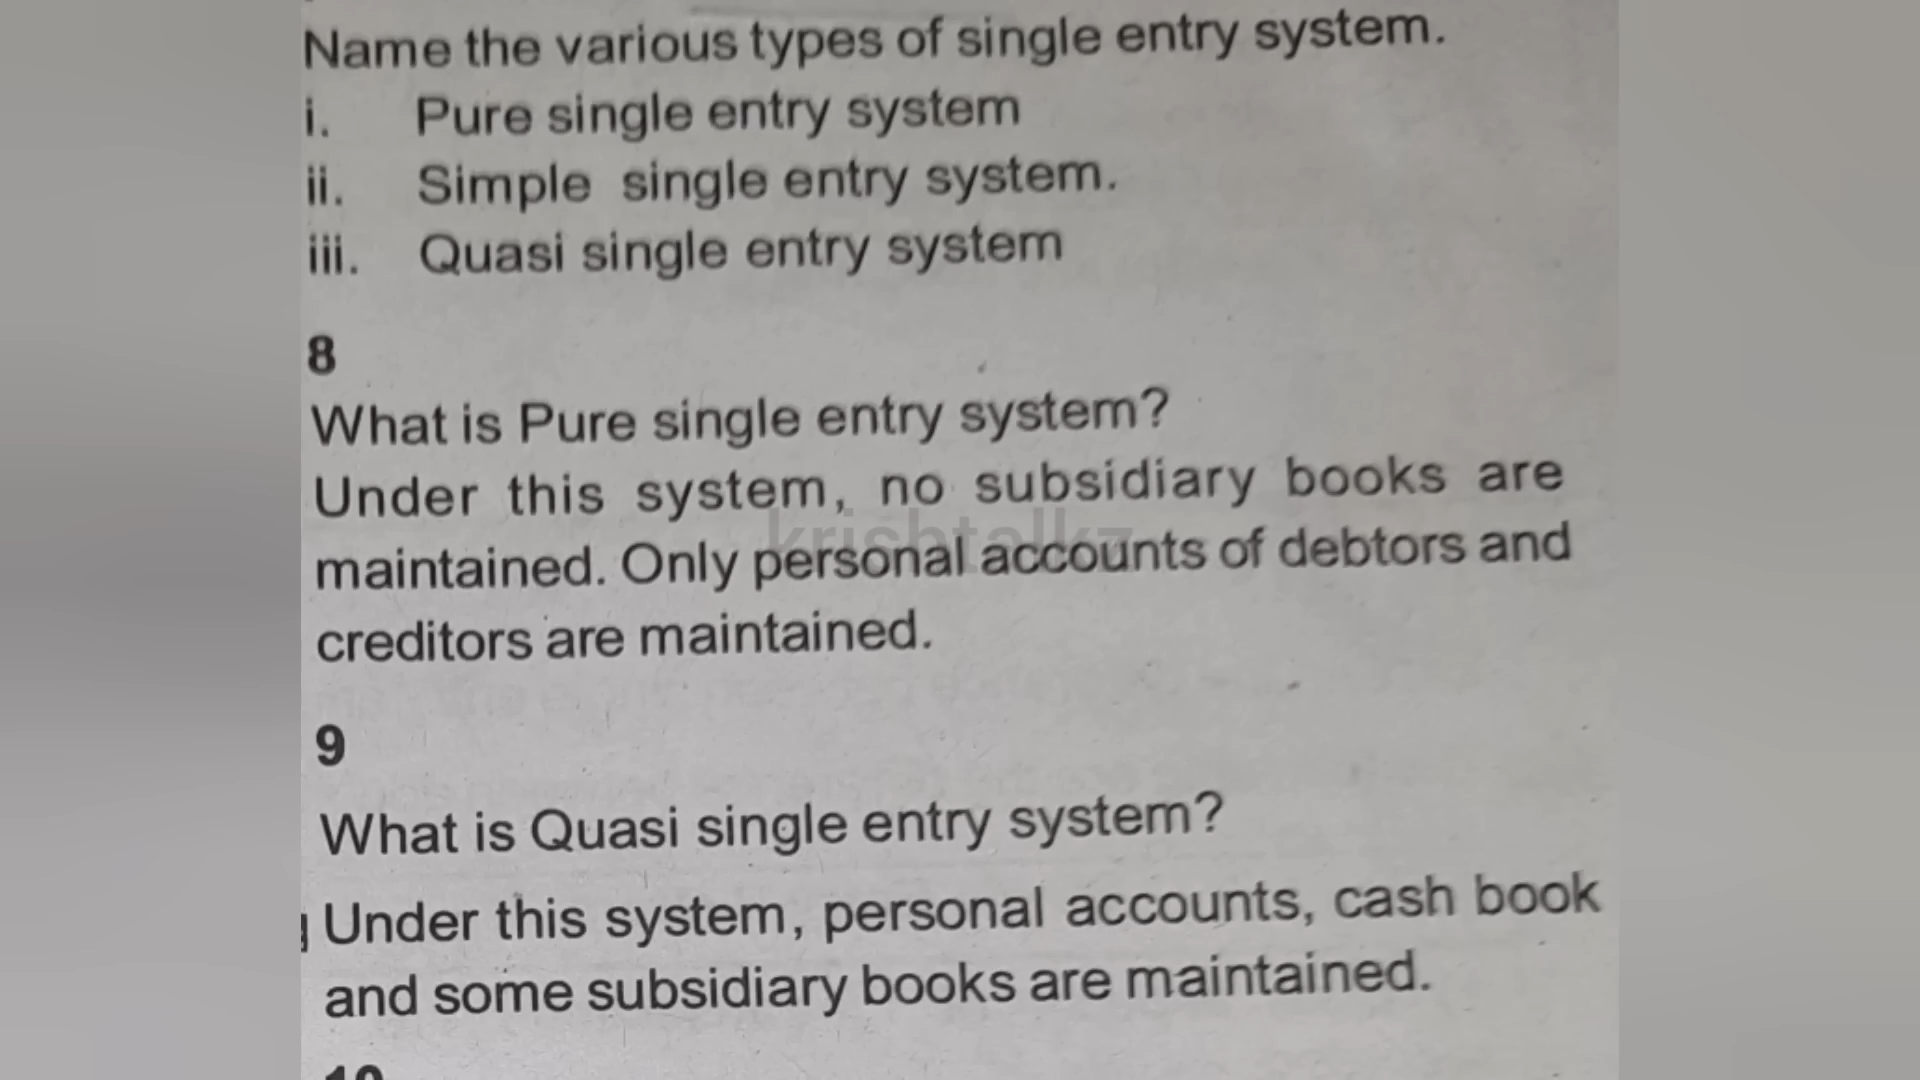 Name the various types of single entry system.
i. Pure single entry system
ii. Simple single entry system.
iii. Quasi single entry system
8
What is Pure single entry system?
Under this system, no subsidiary books are
krishtalkz
maintained. Only personal accounts of debtors and
creditors are maintained.
9
What is Quasi single entry system?
Under this system, personal accounts, cash book
and some subsidiary books are maintained.
10